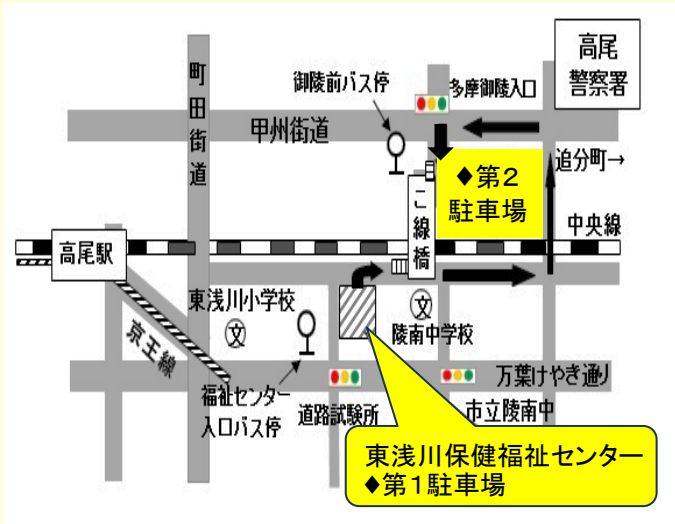 高尾
警察署
町田街道
御陵前バス停
多摩御陵入口
甲州街道
追分町→
◆第2
駐車場
こ線橋
中央線
高尾駅
東浅川小学校
文
文
陵南中学校
京王線
万葉けやき通り
福祉センター
入口バス停
道路試験所
市立陵南中
東浅川保健福祉センター
◆第1駐車場